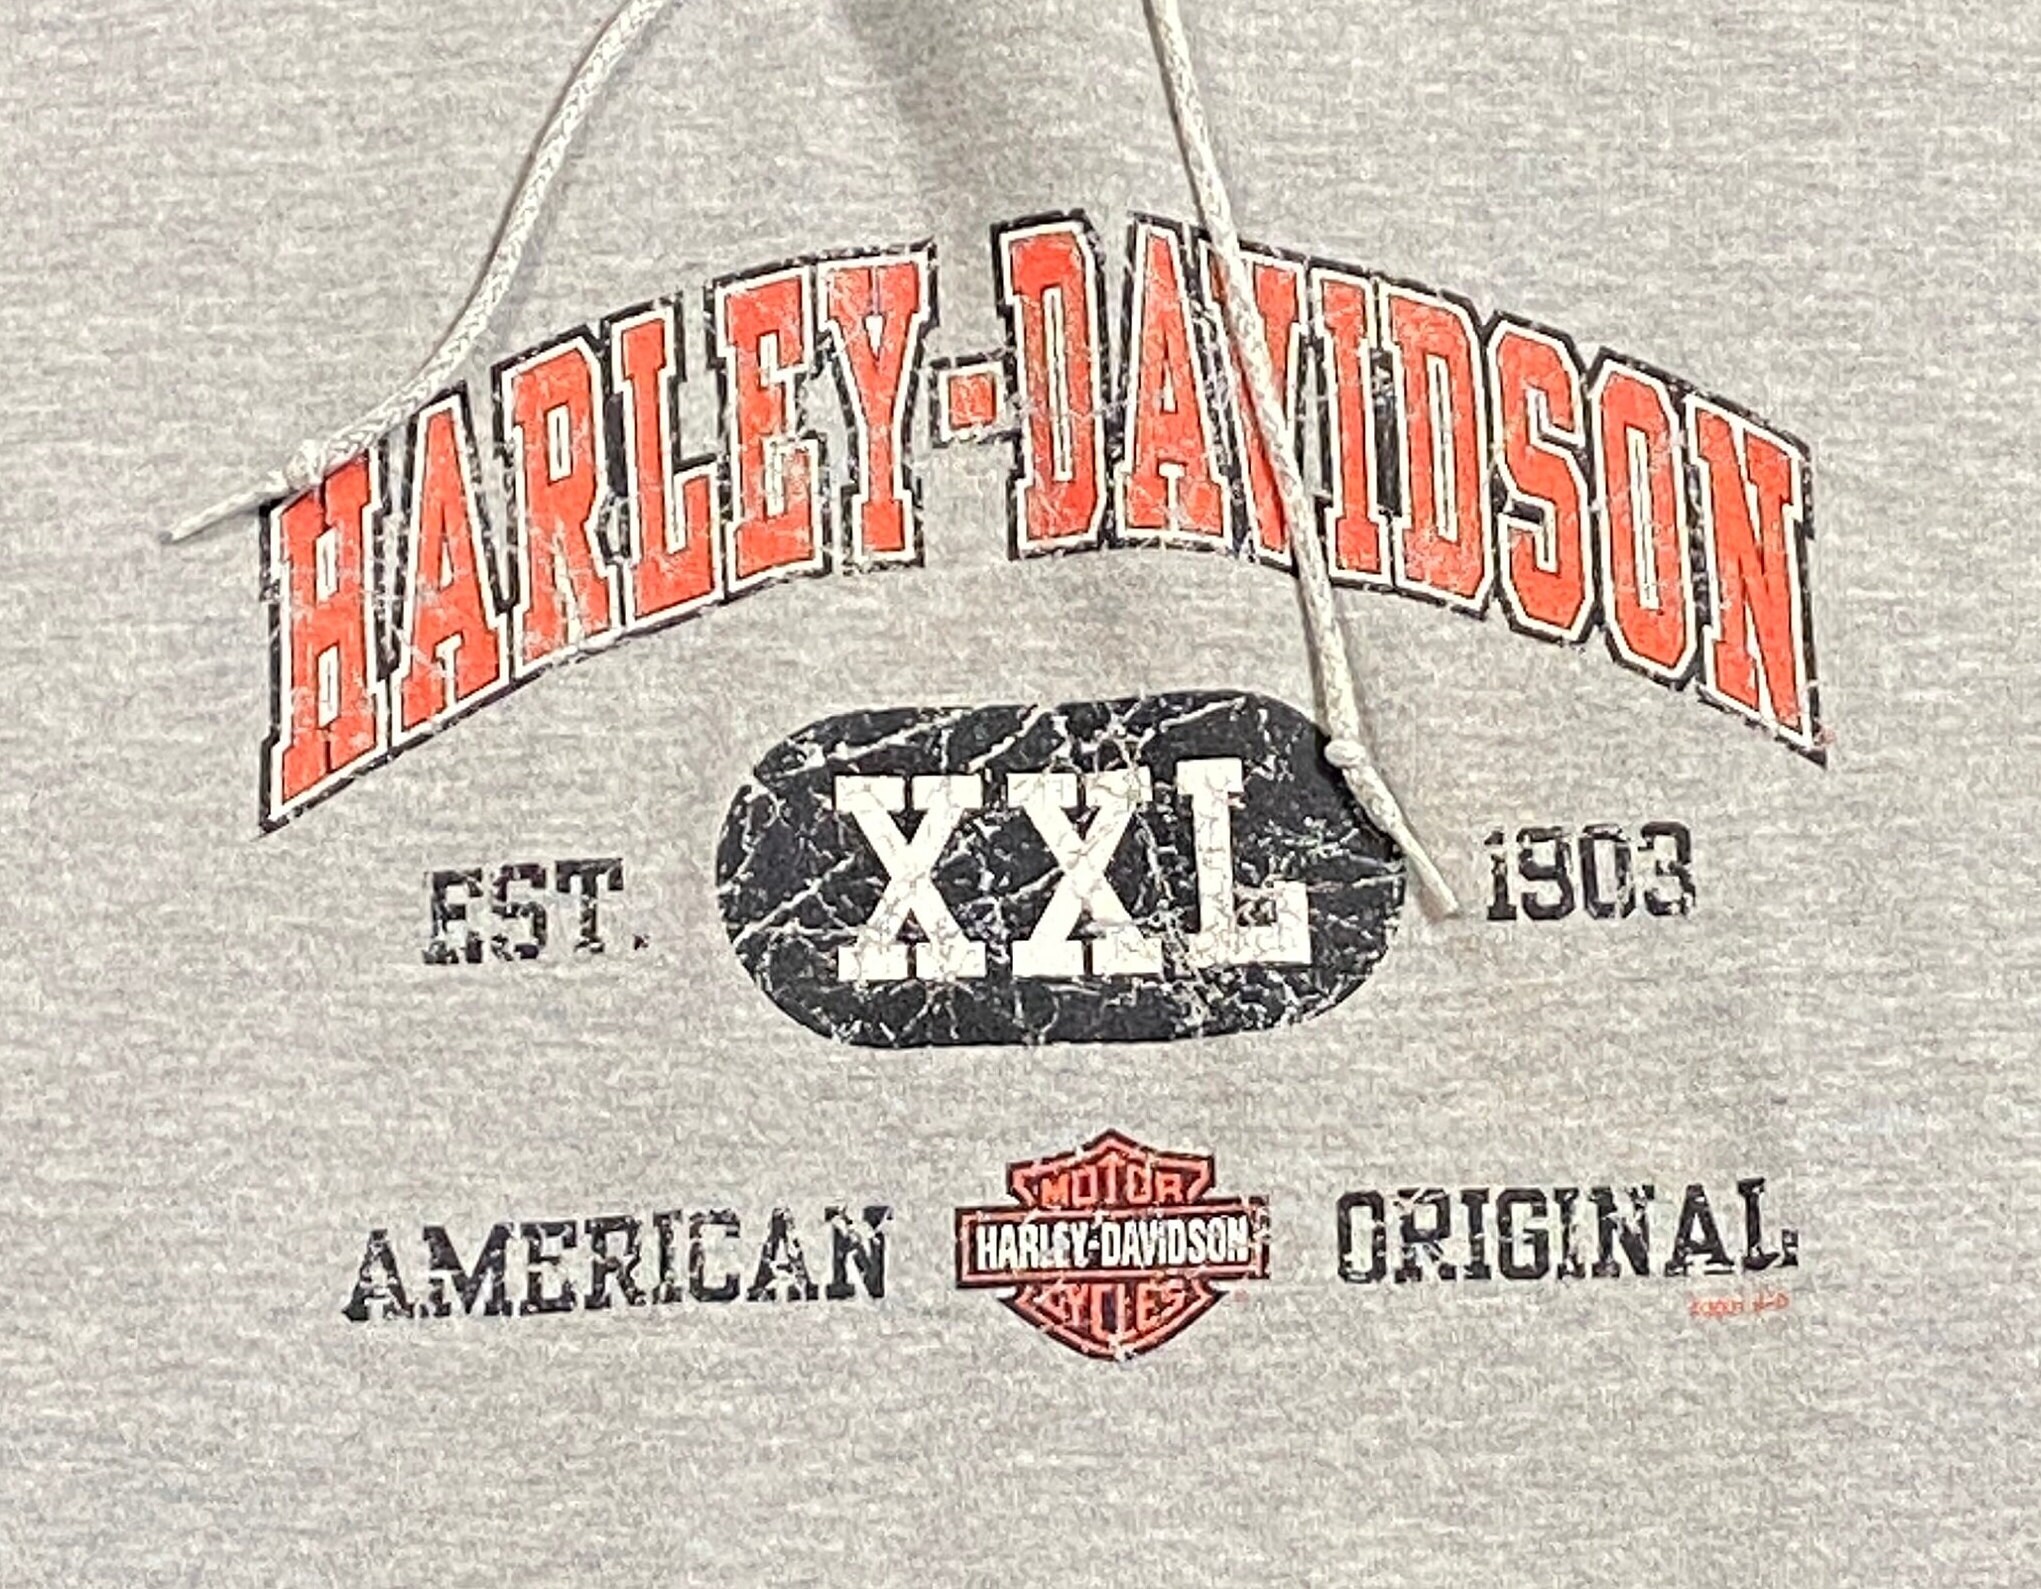 HARLEY-DAVIDSON
EST. XXL 1903
MOTOR
AMERICAN HARLEY-DAVIDSON ORIGINAL
CYCLES